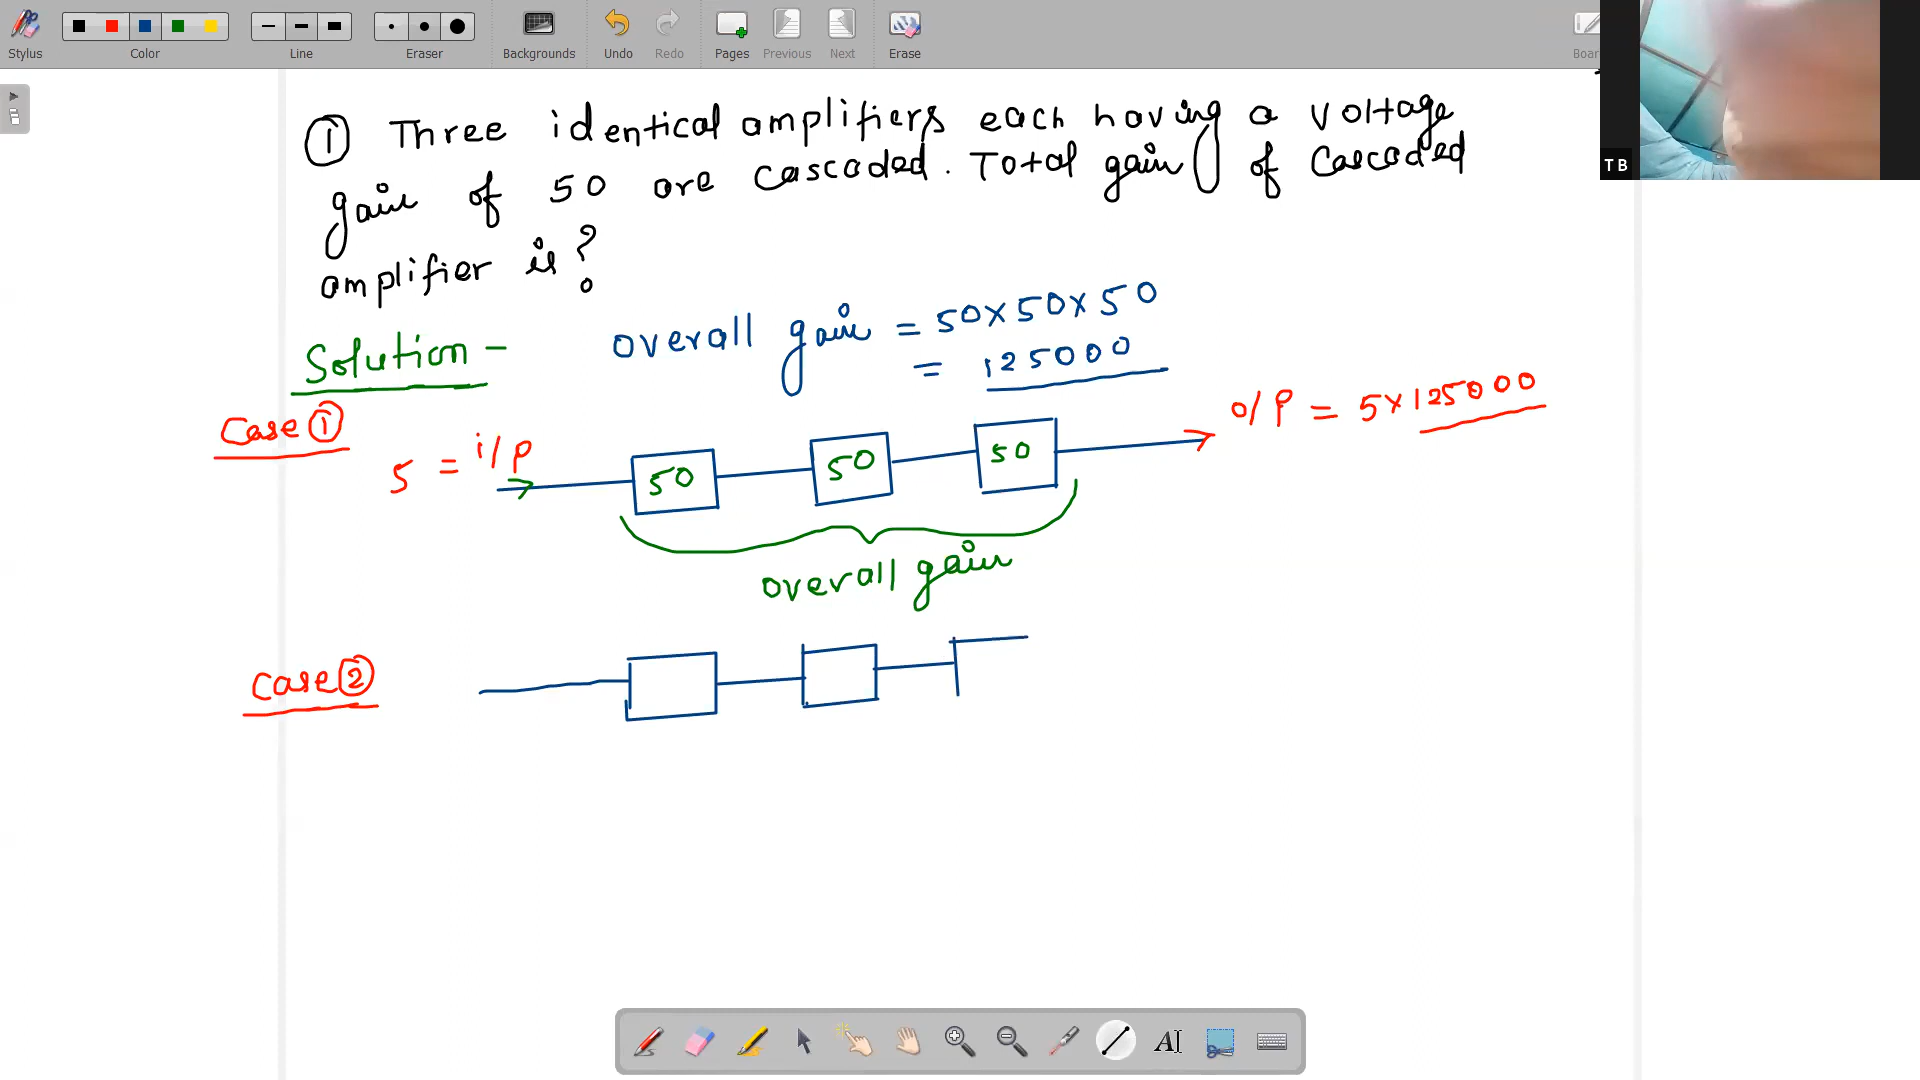 Stylus Color Line Eraser Backgrounds Undo Redo Pages Previous Next Erase Boar
① Three identical amplifiers each having a voltage
gain of 50 are cascaded. Total gain of cascaded
amplifier is?
Solution -
overall gain = 50×50×50
= 125000
Case ①
5 = i/p
50 50 50
o/p = 5×125000
overall gain
Case ②
TB